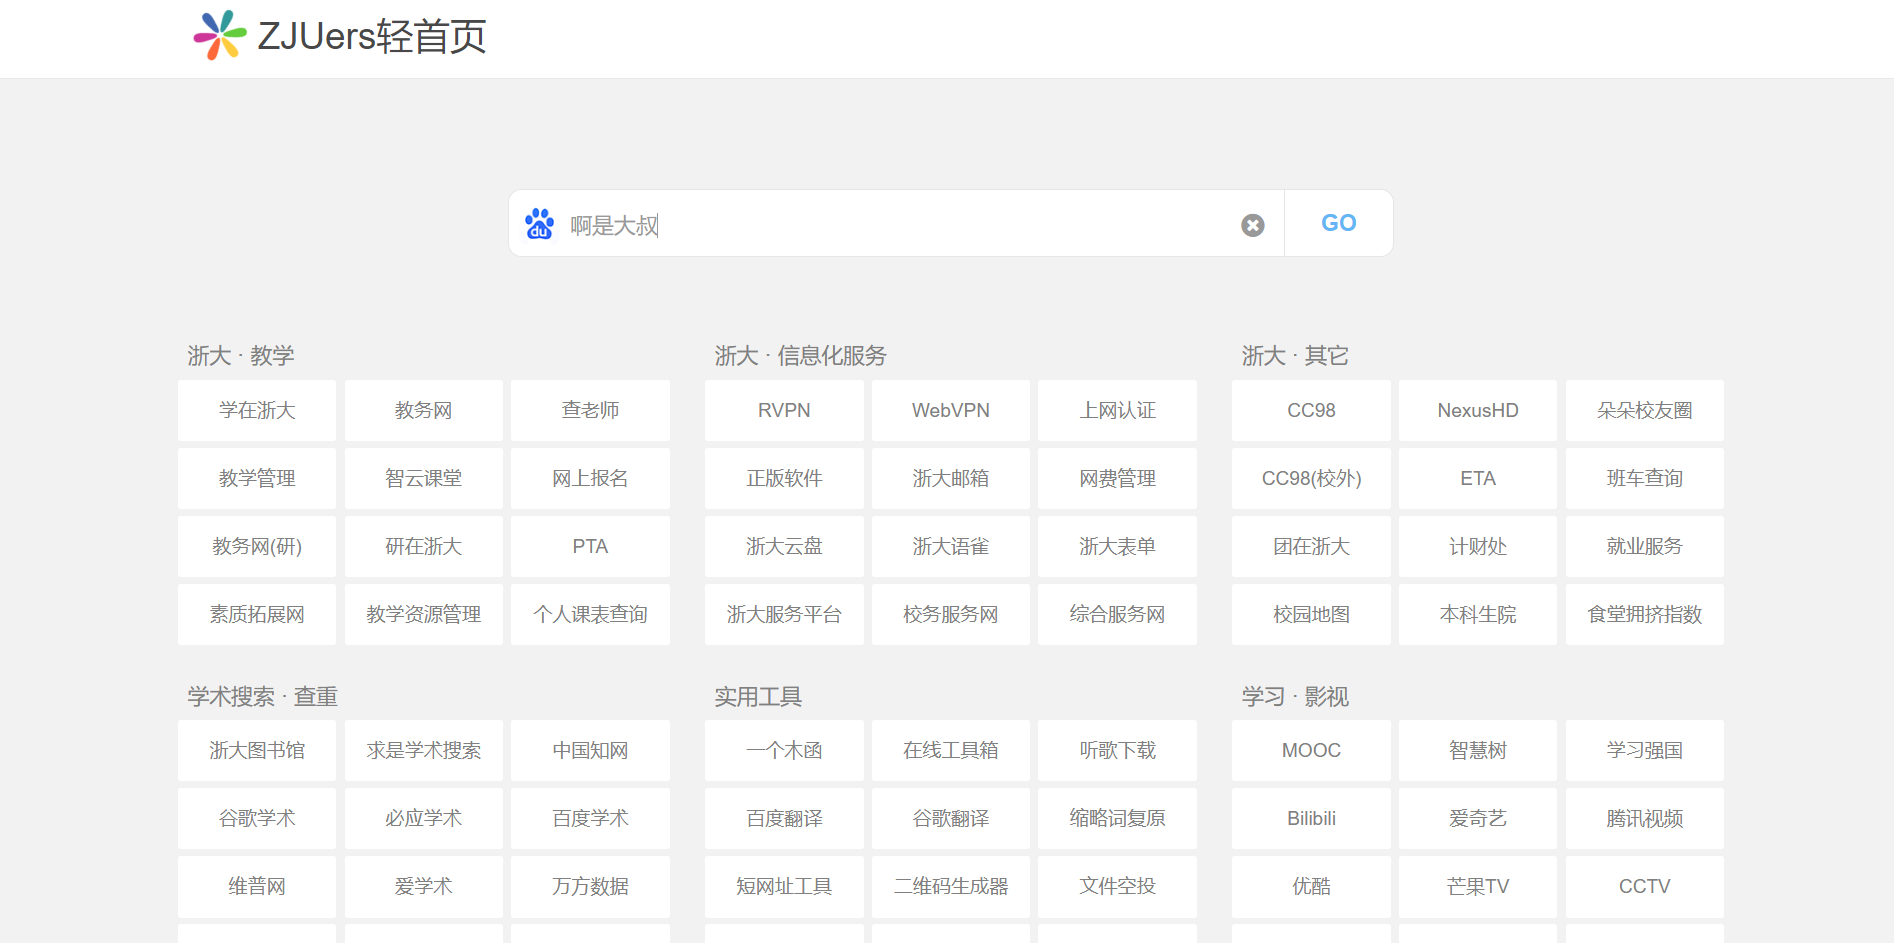 ZJUers轻首页
du 啊是大叔 GO
浙大 · 教学
学在浙大 教务网 查老师
教学管理 智云课堂 网上报名
教务网(研) 研在浙大 PTA
素质拓展网 教学资源管理 个人课表查询
浙大 · 信息化服务
RVPN WebVPN 上网认证
正版软件 浙大邮箱 网费管理
浙大云盘 浙大语雀 浙大表单
浙大服务平台 校务服务网 综合服务网
浙大 · 其它
CC98 NexusHD 朵朵校友圈
CC98(校外) ETA 班车查询
团在浙大 计财处 就业服务
校园地图 本科生院 食堂拥挤指数
学术搜索 · 查重
浙大图书馆 求是学术搜索 中国知网
谷歌学术 必应学术 百度学术
维普网 爱学术 万方数据
实用工具
一个木函 在线工具箱 听歌下载
百度翻译 谷歌翻译 缩略词复原
短网址工具 二维码生成器 文件空投
学习 · 影视
MOOC 智慧树 学习强国
Bilibili 爱奇艺 腾讯视频
优酷 芒果TV CCTV